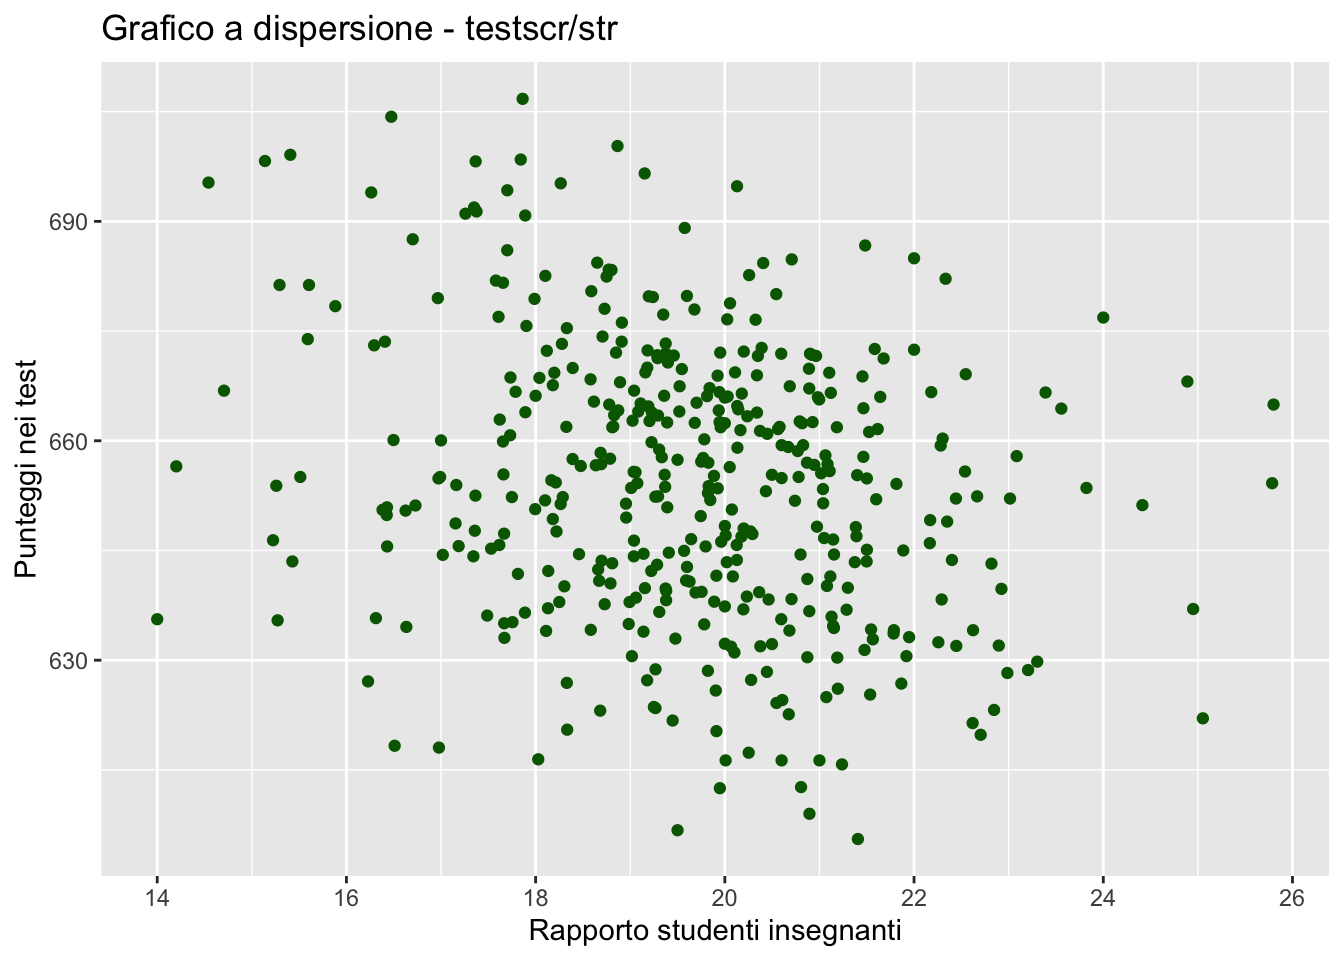 Grafico a dispersione - testscr/str
Punteggi nei test
690
660
630
14 16 18 20 22 24 26
Rapporto studenti insegnanti